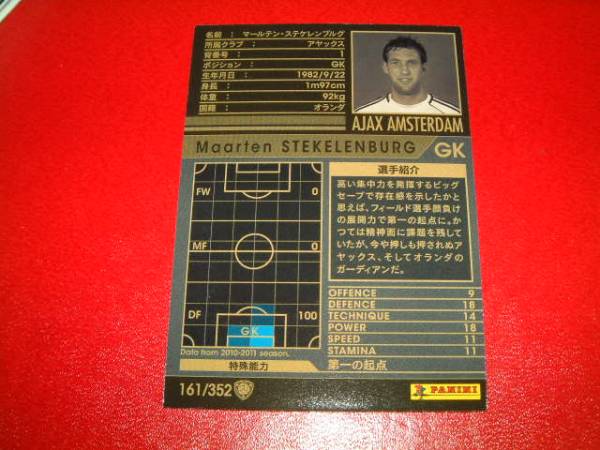 名前 : マールテン・ステケレンブルグ
所属クラブ : アヤックス
背番号 : 1
ポジション : GK
生年月日 : 1982/9/22
身長 : 1m97cm
体重 : 92kg
国籍 : オランダ
AJAX AMSTERDAM
Maarten STEKELENBURG GK
FW 0
MF 0
DF 100
GK
Data from 2010-2011 season.
選手紹介
高い集中力を発揮するビッグ
セーブで存在感を示したかと
思えば、フィールド選手顔負け
の展開力で第一の起点に。か
つては精神面に課題を残して
いたが、今や押しも押されぬア
ヤックス、そしてオランダの
ガーディアンだ。
OFFENCE 9
DEFENCE 18
TECHNIQUE 14
POWER 18
SPEED 11
STAMINA 11
特殊能力 第一の起点
161/352
PANINI